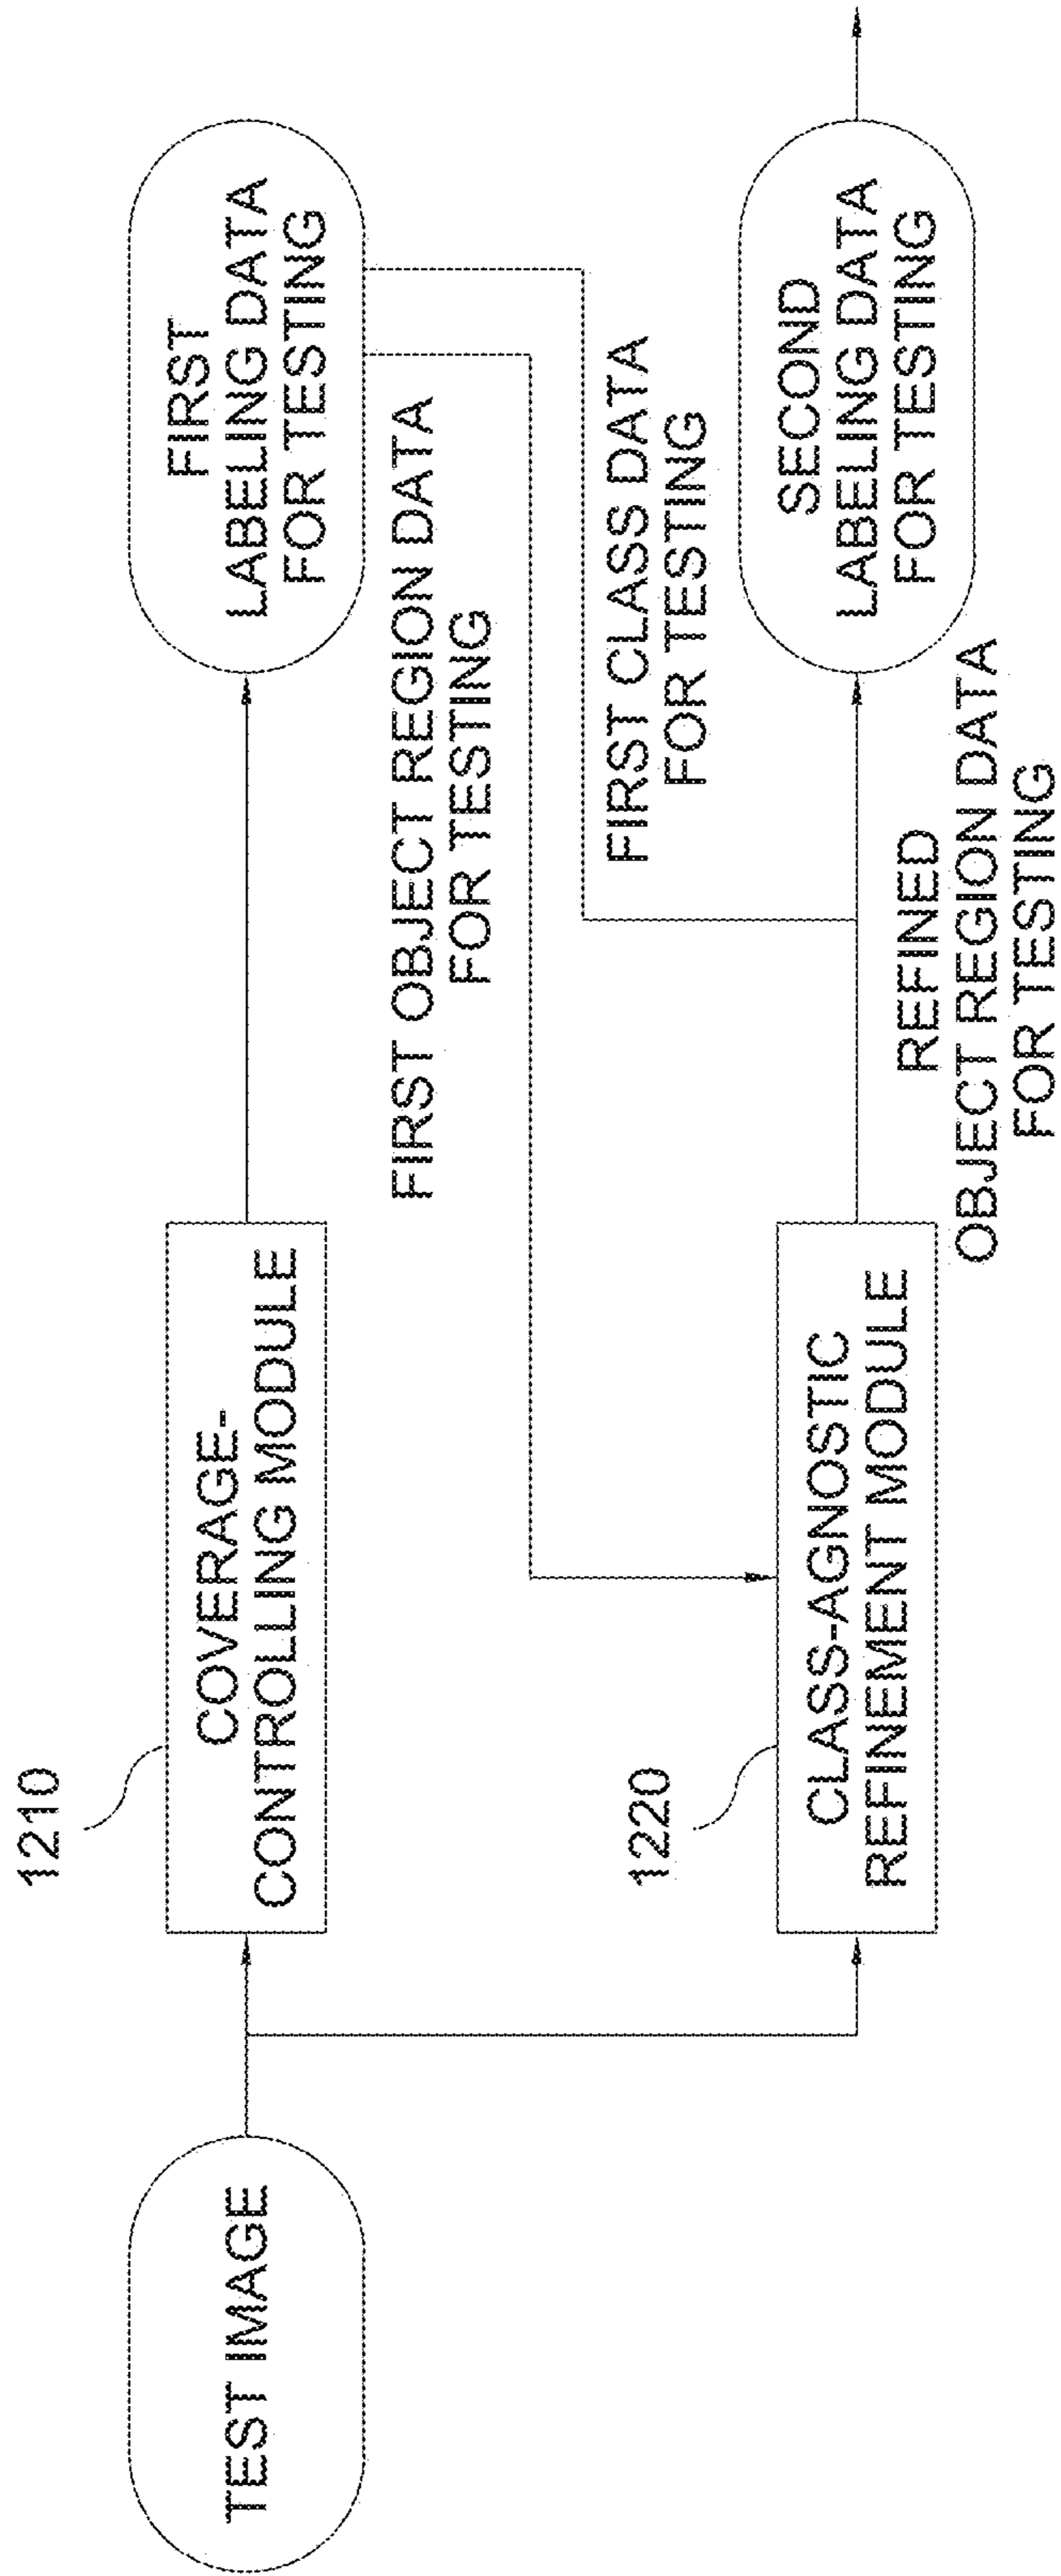 TEST IMAGE
1210
COVERAGE-
CONTROLLING MODULE
FIRST
LABELING DATA
FOR TESTING
FIRST OBJECT REGION DATA
FOR TESTING
FIRST CLASS DATA
FOR TESTING
1220
CLASS-AGNOSTIC
REFINEMENT MODULE
REFINED
OBJECT REGION DATA
FOR TESTING
SECOND
LABELING DATA
FOR TESTING